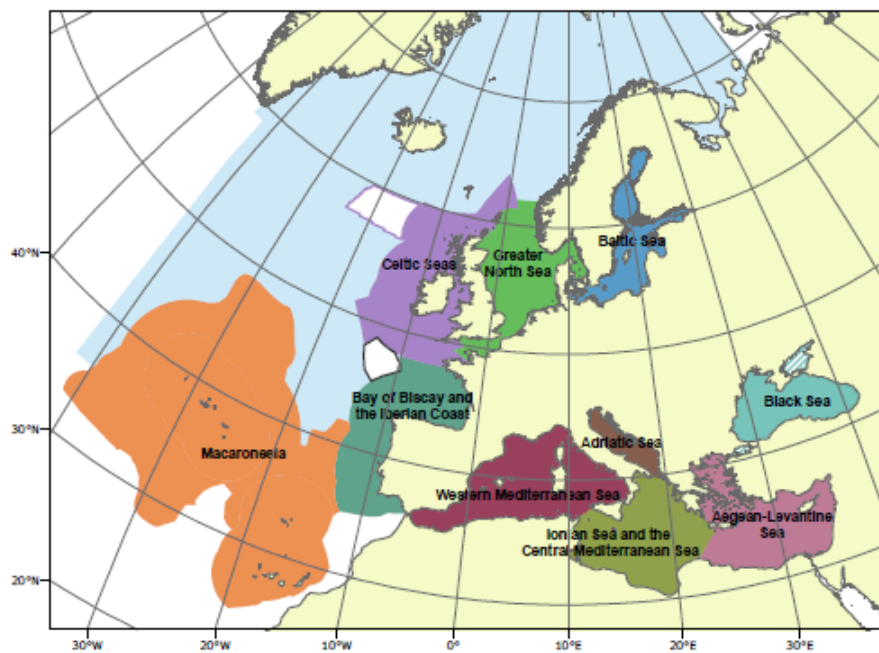 40°N
30°N
20°N
Celtic Seas
Greater
North Sea
Baltic Sea
Bay of Biscay and
the Iberian Coast
Black Sea
Macaronesia
Adriatic Sea
Western Mediterranean Sea
Ionian Sea and the
Central Mediterranean Sea
Aegean-Levantine
Sea
30°W
20°W
10°W
0°
10°E
20°E
30°E